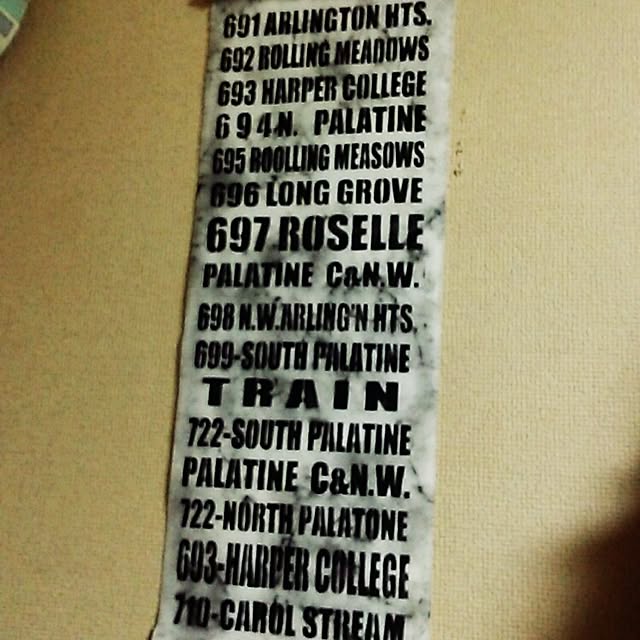 691 ARLINGTON HTS.
692 ROLLING MEADOWS
693 HARPER COLLEGE
694 N. PALATINE
695 ROOLLING MEASOWS
696 LONG GROVE
697 ROSELLE
PALATINE C&N.W.
698 N.W.ARLING'N HTS.
699-SOUTH PALATINE
TRAIN
722-SOUTH PALATINE
PALATINE C&N.W.
722-NORTH PALATONE
603-HARPER COLLEGE
710-CAROL STREAM